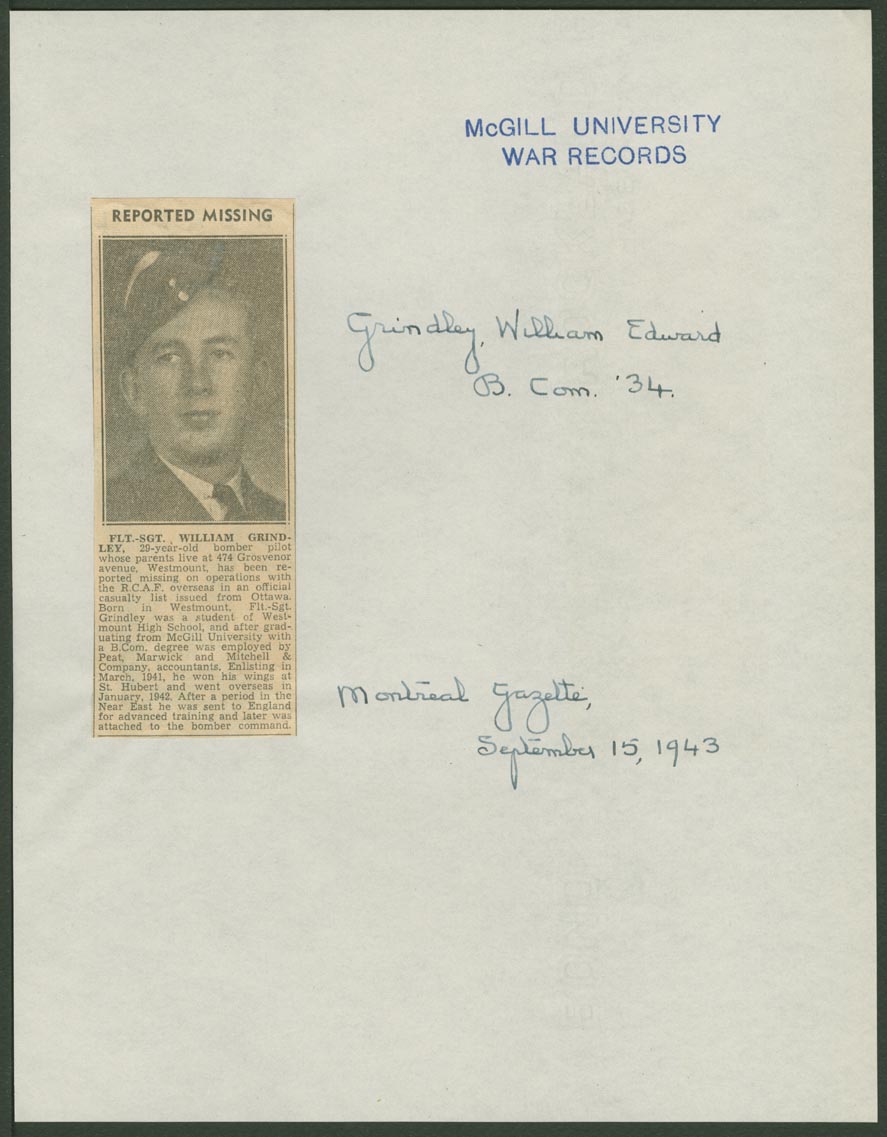 McGILL UNIVERSITY
WAR RECORDS
REPORTED MISSING
Grindley, William Edward
B. Com. '34.
FLT.-SGT. WILLIAM GRIND-
LEY, 29-year-old bomber pilot
whose parents live at 474 Grosvenor
avenue, Westmount, has been re-
ported missing on operations with
the R.C.A.F. overseas in an official
casualty list issued from Ottawa.
Born in Westmount, Flt.-Sgt.
Grindley was a student of West-
mount High School, and after grad-
uating from McGill University with
a B.Com. degree was employed by
Peat, Marwick and Mitchell &
Company, accountants. Enlisting in
March, 1941, he won his wings at
St. Hubert and went overseas in
January, 1942. After a period in the
Near East he was sent to England
for advanced training and later was
attached to the bomber command.
Montreal Gazette,
September 15, 1943